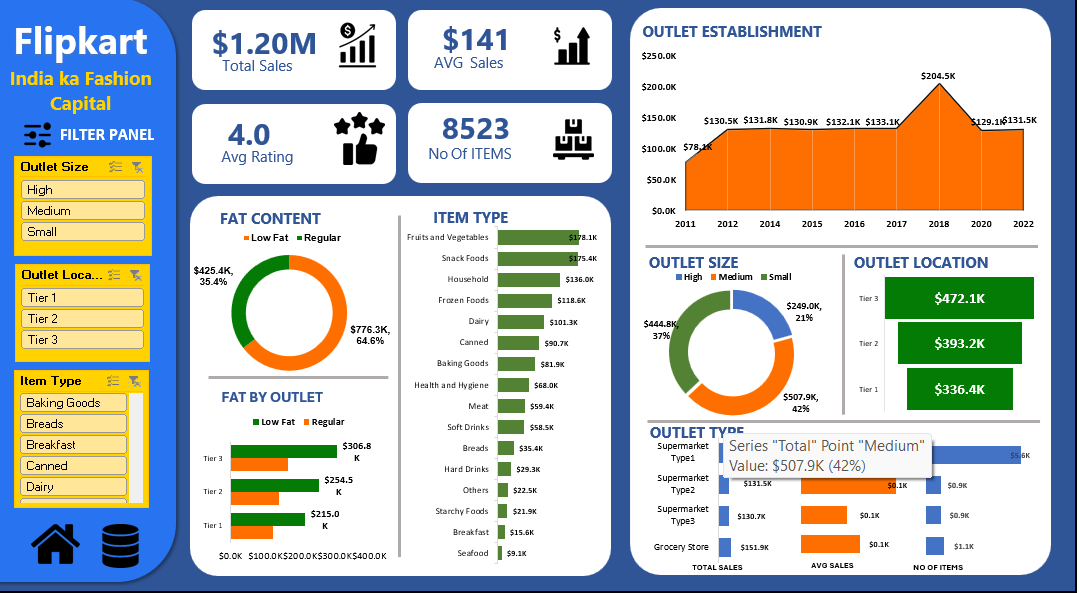 Flipkart
India ka Fashion
Capital
FILTER PANEL
Outlet Size
High
Medium
Small
Outlet Loca...
Tier 1
Tier 2
Tier 3
Item Type
Baking Goods
Breads
Breakfast
Canned
Dairy
$1.20M
Total Sales
$141
AVG Sales
4.0
Avg Rating
8523
No Of ITEMS
FAT CONTENT
Low Fat Regular
$425.4K,
35.4%
$776.3K,
64.6%
FAT BY OUTLET
Low Fat Regular
Tier 3
$306.8
K
Tier 2
$254.5
K
Tier 1
$215.0
K
$0.0K $100.0K $200.0K $300.0K $400.0K
ITEM TYPE
Fruits and Vegetables $178.1K
Snack Foods $175.4K
Household $136.0K
Frozen Foods $118.6K
Dairy $101.3K
Canned $90.7K
Baking Goods $81.9K
Health and Hygiene $68.0K
Meat $59.4K
Soft Drinks $58.5K
Breads $35.4K
Hard Drinks $29.3K
Others $22.5K
Starchy Foods $21.9K
Breakfast $15.6K
Seafood $9.1K
OUTLET ESTABLISHMENT
$250.0K
$200.0K
$150.0K
$100.0K
$50.0K
$0.0K
$78.1K $130.5K $131.8K $130.9K $132.1K $133.1K $204.5K $129.1K $131.5K
2011 2012 2014 2015 2016 2017 2018 2020 2022
OUTLET SIZE
High Medium Small
$249.0K,
21%
$444.8K,
37%
$507.9K,
42%
OUTLET LOCATION
Tier 3 $472.1K
Tier 2 $393.2K
Tier 1 $336.4K
OUTLET TYPE
Series "Total" Point "Medium"
Value: $507.9K (42%)
Supermarket
Type1
Supermarket
Type2
$131.5K $0.1K $0.9K
Supermarket
Type3
$130.7K $0.1K $0.9K
Grocery Store $151.9K $0.1K $1.1K
TOTAL SALES AVG SALES NO OF ITEMS